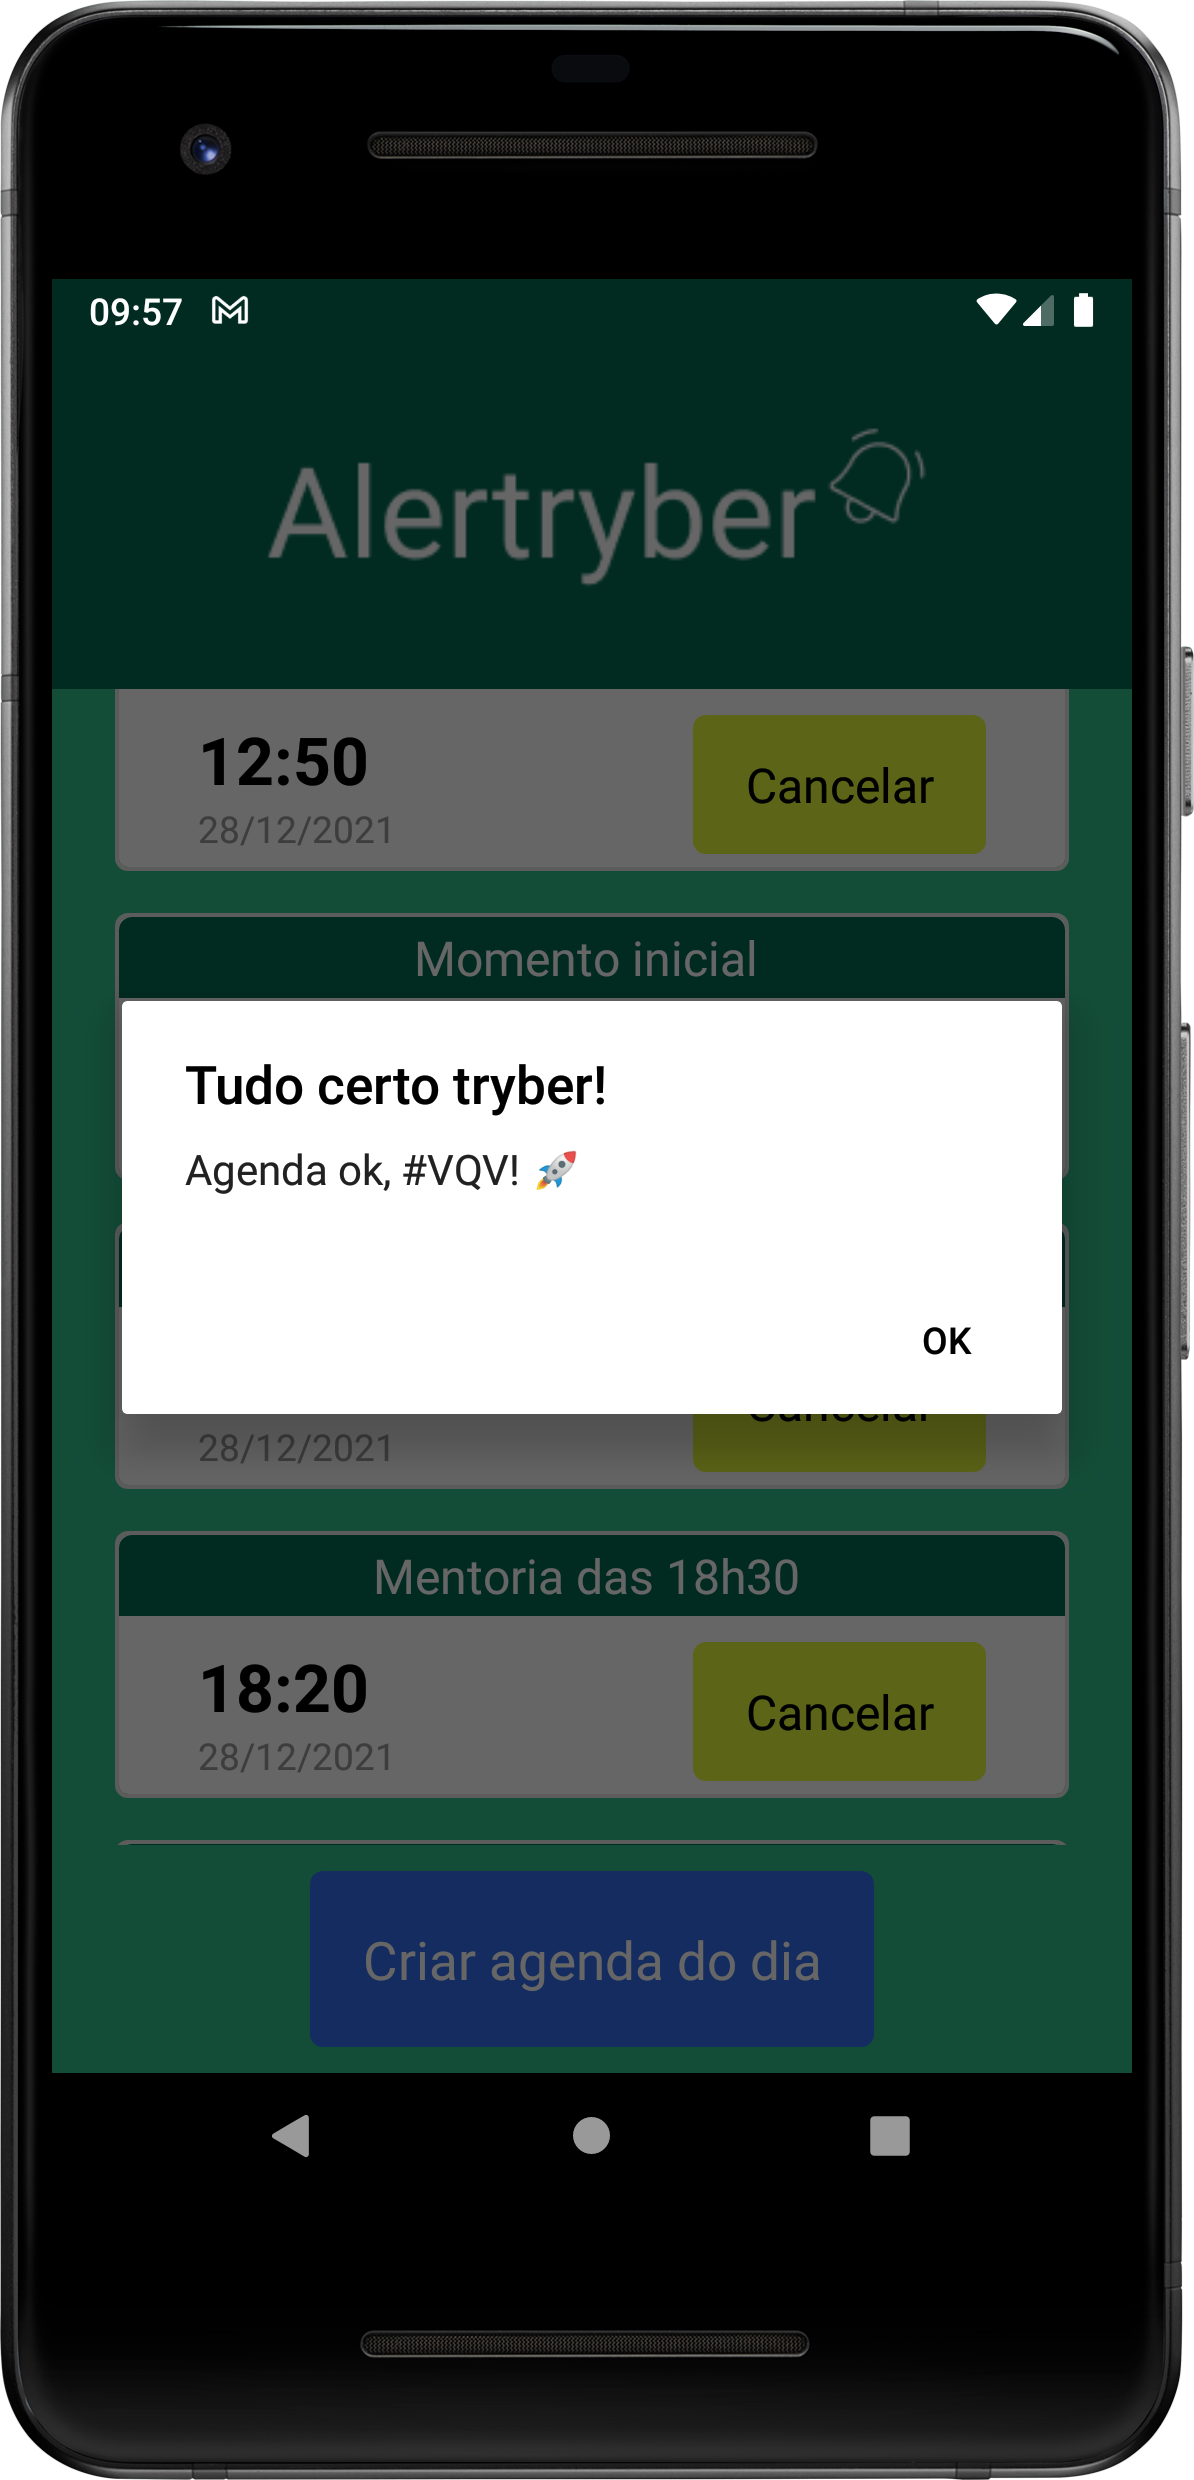 09:57
Alertryber
12:50
Cancelar
28/12/2021
Momento inicial
Tudo certo tryber!
Agenda ok, #VQV! 🚀
OK
Cancelar
28/12/2021
Mentoria das 18h30
18:20
Cancelar
28/12/2021
Criar agenda do dia